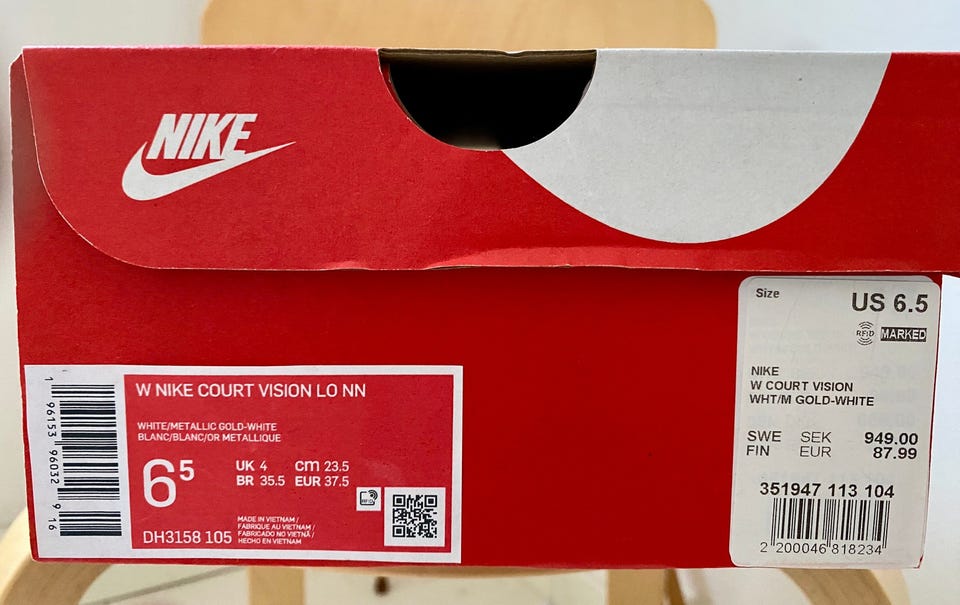 NIKE
W NIKE COURT VISION LO NN
WHITE/METALLIC GOLD-WHITE
BLANC/BLANC/OR METALLIQUE
6⁵
UK 4 cm 23.5
BR 35.5 EUR 37.5
RFID
MADE IN VIETNAM /
FABRIQUE AU VIETNAM /
FABRICADO NO VIETNÃ /
HECHO EN VIETNAM
DH3158 105
1 96153 96032 9 16
Size
US 6.5
RFID MARKED
NIKE
W COURT VISION
WHT/M GOLD-WHITE
SWE SEK 949.00
FIN EUR 87.99
351947 113 104
2 200046 818234